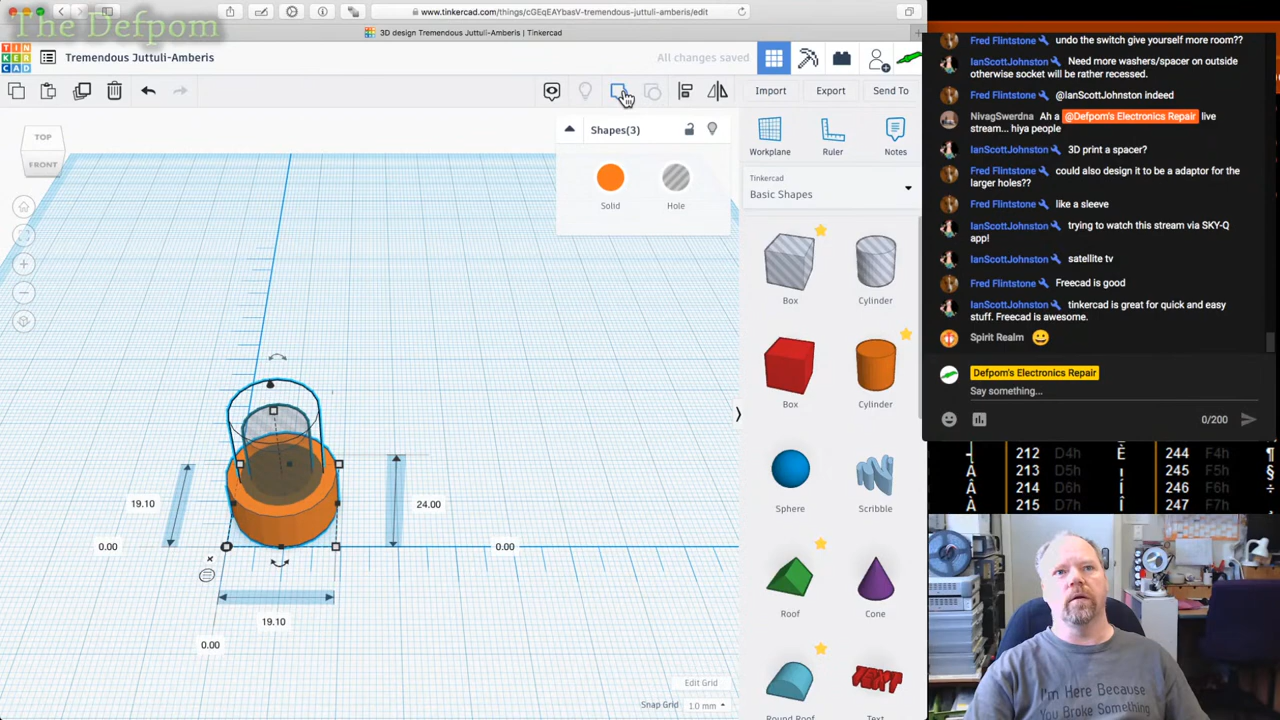 The Defpom
www.tinkercad.com/things/cGEqEAYbasV-tremendous-juttuli-amberis/edit
3D design Tremendous Juttuli-Amberis | Tinkercad
TIN
KER
CAD
Tremendous Juttuli-Amberis
All changes saved
Import
Export
Send To
TOP
FRONT
Shapes(3)
Solid
Hole
Workplane
Ruler
Notes
Tinkercad
Basic Shapes
Box
Cylinder
Box
Cylinder
Sphere
Scribble
Roof
Cone
Round Roof
Text
TEXT
19.10
24.00
0.00
0.00
19.10
0.00
Edit Grid
Snap Grid
1.0 mm
Fred Flintstone undo the switch give yourself more room??
IanScottJohnston Need more washers/spacer on outside
otherwise socket will be rather recessed.
Fred Flintstone @IanScottJohnston indeed
NivagSwerdna Ah a @Defpom's Electronics Repair live
stream... hiya people
IanScottJohnston 3D print a spacer?
Fred Flintstone could also design it to be a adaptor for the
larger holes??
Fred Flintstone like a sleeve
IanScottJohnston trying to watch this stream via SKY-Q
app!
IanScottJohnston satellite tv
Fred Flintstone Freecad is good
IanScottJohnston tinkercad is great for quick and easy
stuff. Freecad is awesome.
Spirit Realm 😀
Defpom's Electronics Repair
Say something...
0/200
212 D4h È 244 F4h ¶
213 D5h 245 F5h §
Â 214 D6h 246 F6h ÷
À 215 D7h 247 F7h
I'm Here Because
You Broke Something